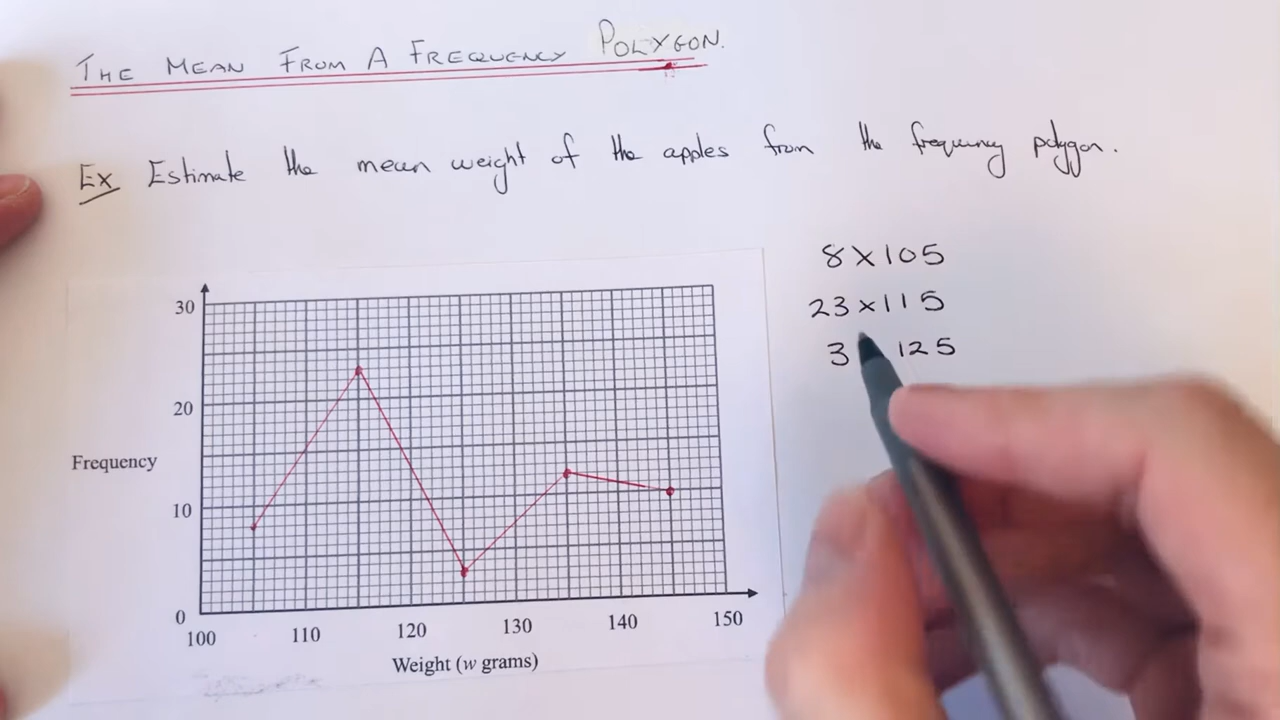 THE MEAN FROM A FREQUENCY POLYGON.
Ex Estimate the mean weight of the apples from the frequency polygon.
8×105
23×115
3 125
30
20
Frequency
10
0
100 110 120 130 140 150
Weight (w grams)